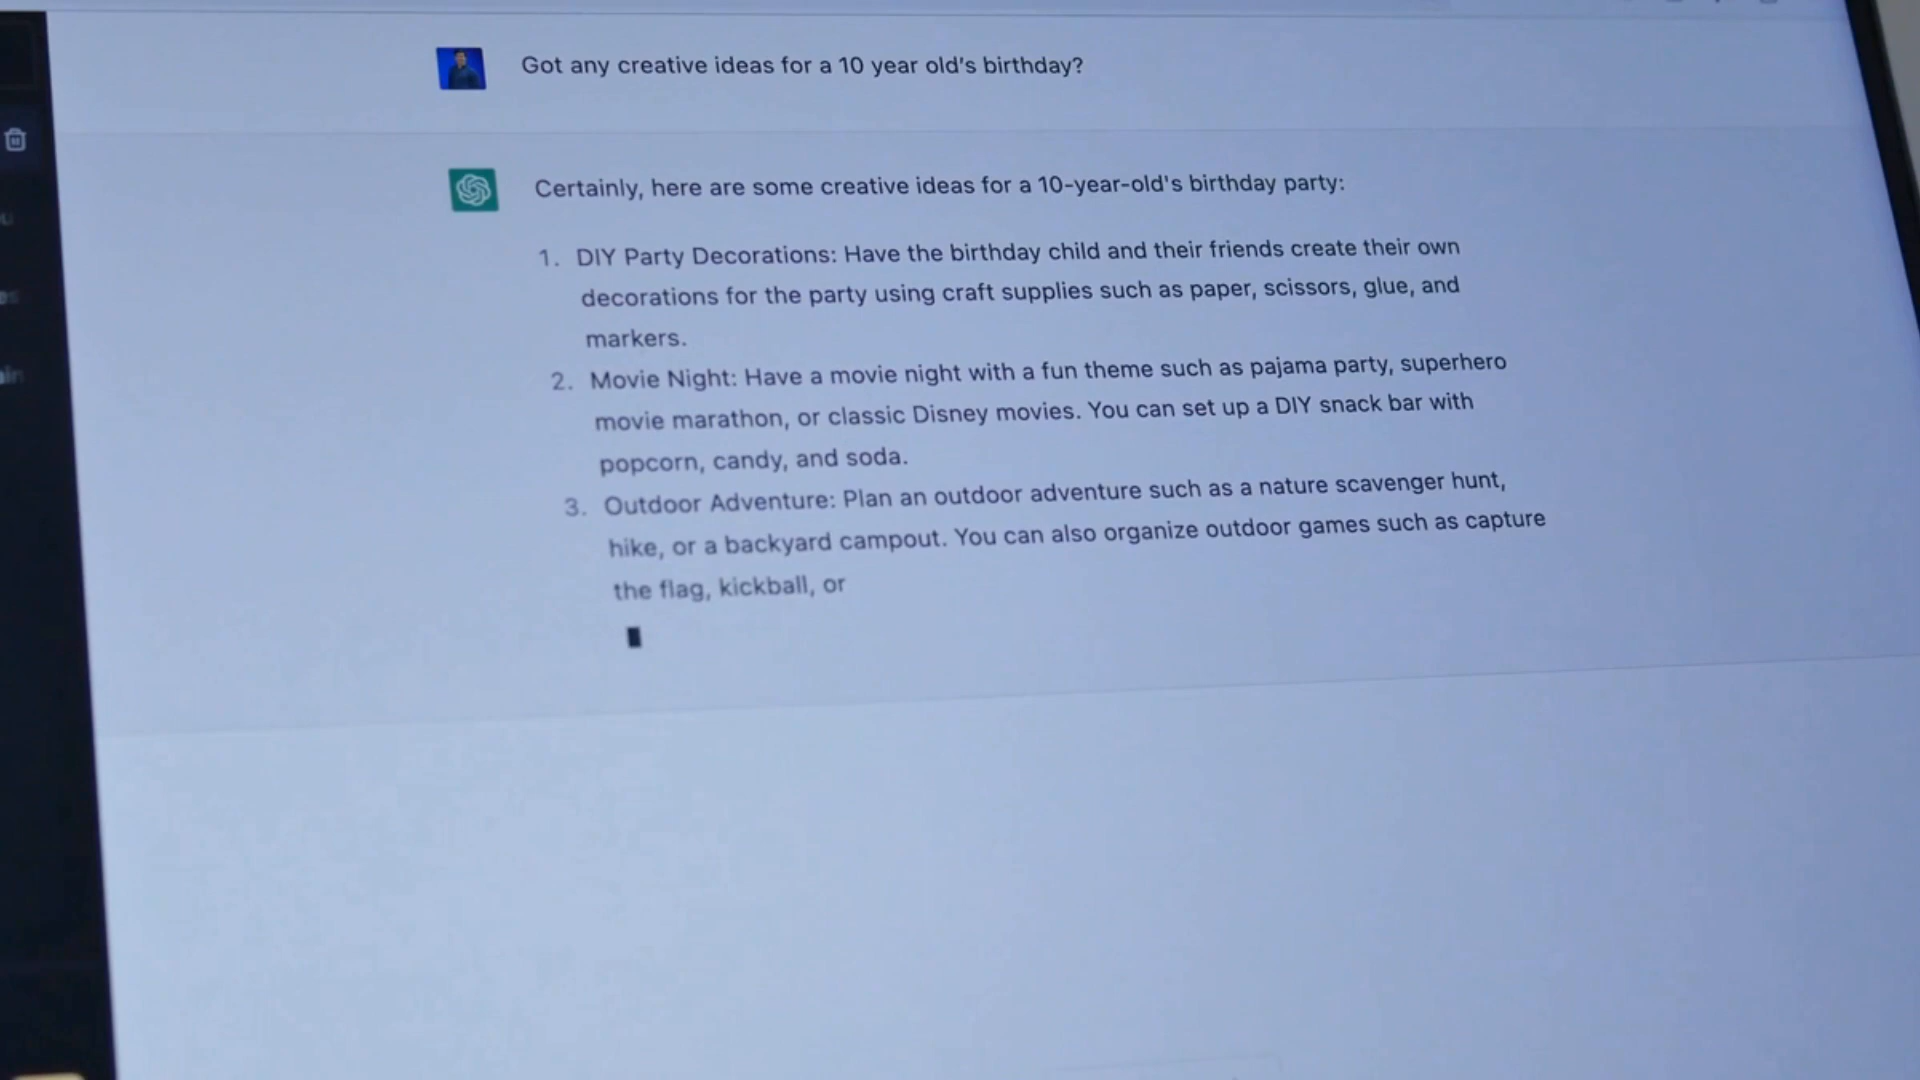 Got any creative ideas for a 10 year old's birthday?
Certainly, here are some creative ideas for a 10-year-old's birthday party:
1. DIY Party Decorations: Have the birthday child and their friends create their own
decorations for the party using craft supplies such as paper, scissors, glue, and
markers.
2. Movie Night: Have a movie night with a fun theme such as pajama party, superhero
movie marathon, or classic Disney movies. You can set up a DIY snack bar with
popcorn, candy, and soda.
3. Outdoor Adventure: Plan an outdoor adventure such as a nature scavenger hunt,
hike, or a backyard campout. You can also organize outdoor games such as capture
the flag, kickball, or